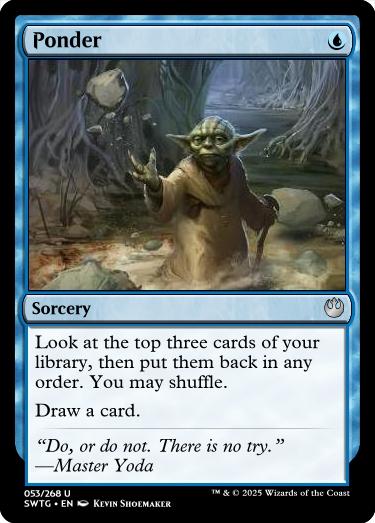 Ponder
Sorcery
Look at the top three cards of your
library, then put them back in any
order. You may shuffle.
Draw a card.
“Do, or do not. There is no try.”
—Master Yoda
053/268 U
SWTG • EN Kevin Shoemaker
™ & © 2025 Wizards of the Coast